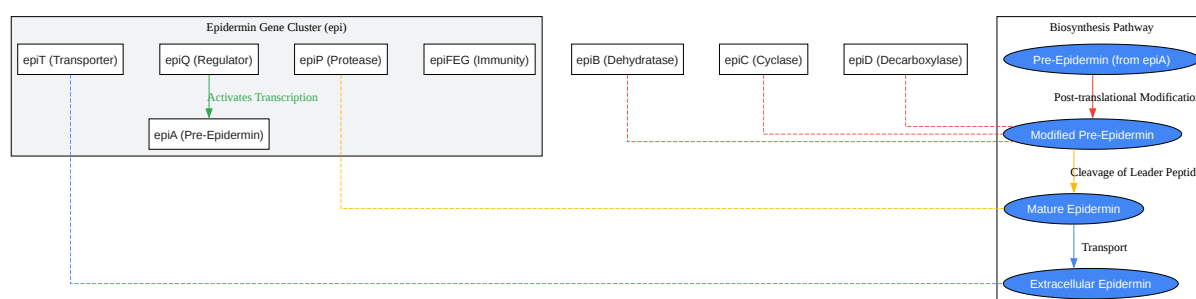 Epidermin Gene Cluster (epi)
Biosynthesis Pathway
epiT (Transporter)
epiQ (Regulator)
epiP (Protease)
epiFEG (Immunity)
epiB (Dehydratase)
epiC (Cyclase)
epiD (Decarboxylase)
Pre-Epidermin (from epiA)
Activates Transcription
Post-translational Modification
epiA (Pre-Epidermin)
Modified Pre-Epidermin
Cleavage of Leader Peptid
Mature Epidermin
Transport
Extracellular Epidermin